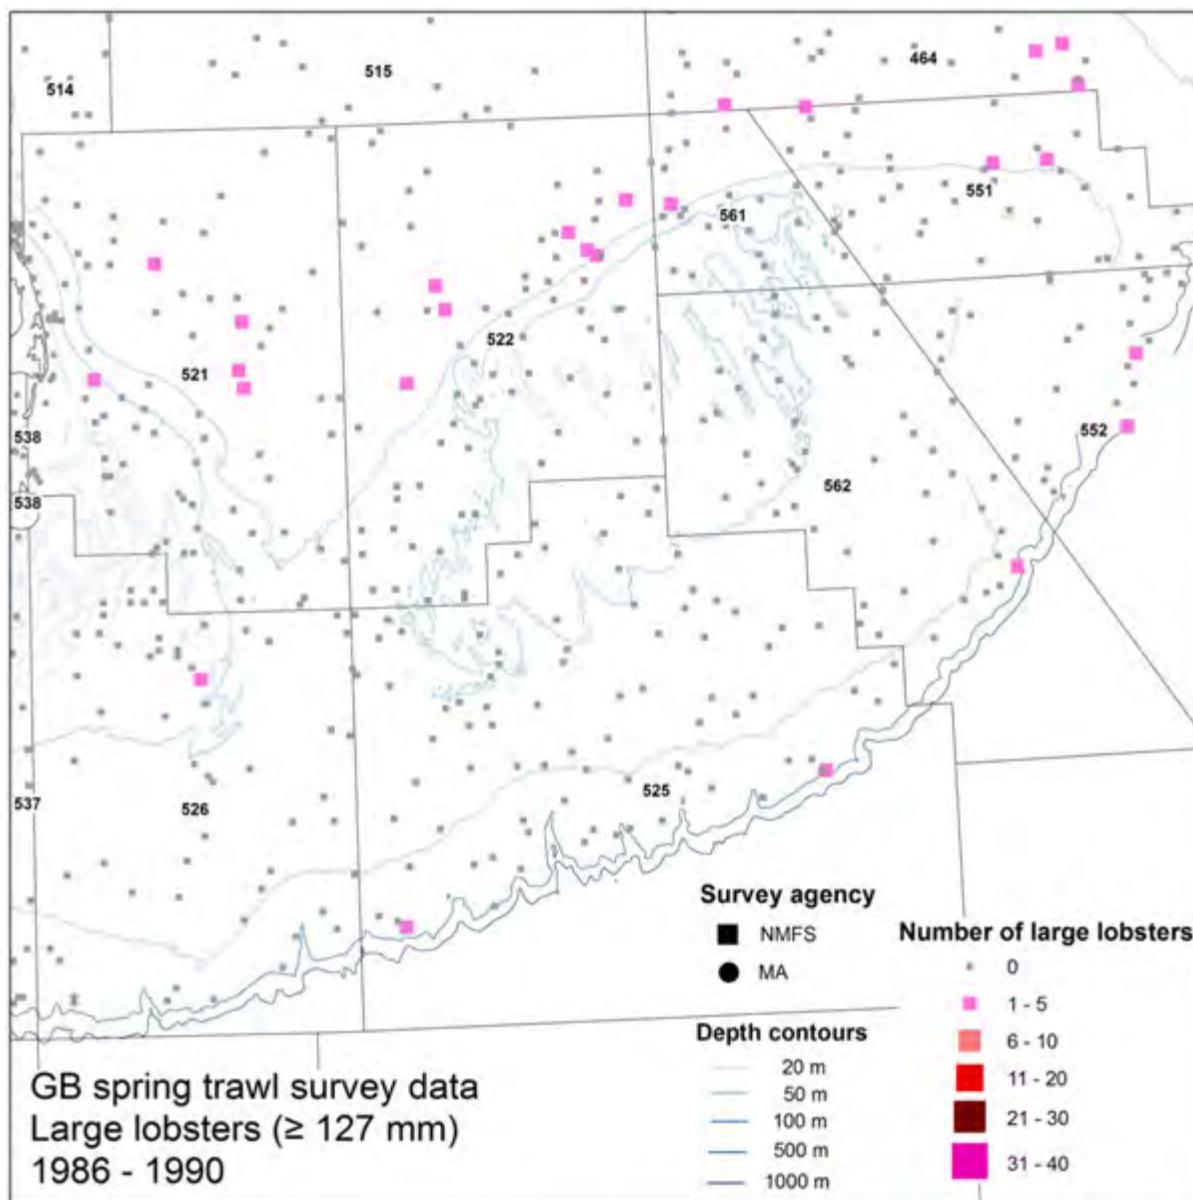 514
515
464
551
561
522
521
538
552
562
538
525
537
526
Survey agency
NMFS
MA
Number of large lobsters
0
1 - 5
6 - 10
11 - 20
21 - 30
31 - 40
Depth contours
20 m
50 m
100 m
500 m
1000 m
GB spring trawl survey data
Large lobsters (≥ 127 mm)
1986 - 1990